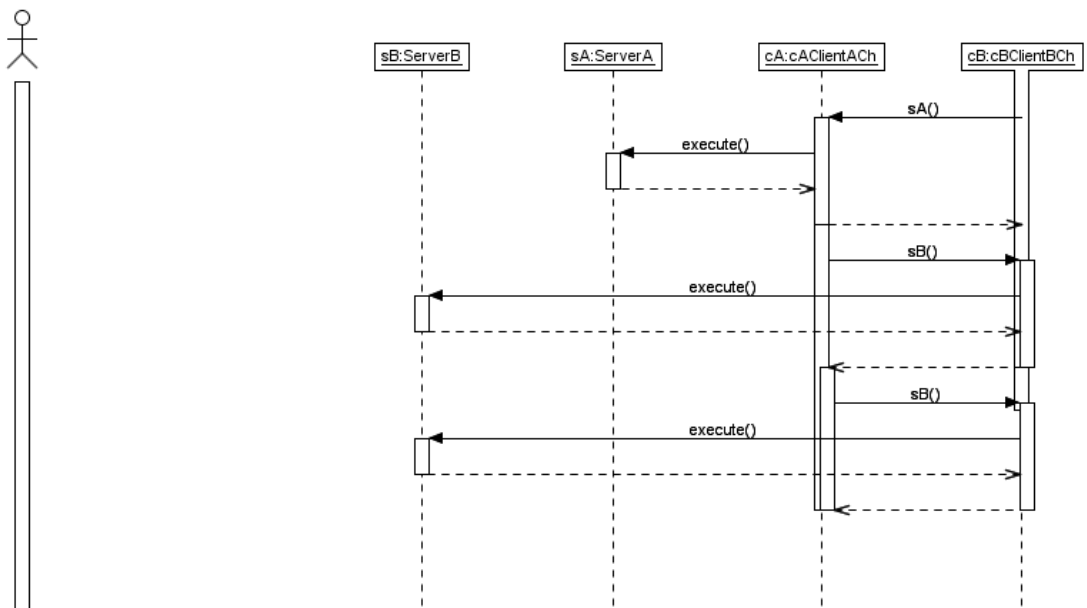 sB:ServerB
sA:ServerA
cA:cAClientACh
cB:cBClientBCh
sA()
execute()
sB()
execute()
sB()
execute()